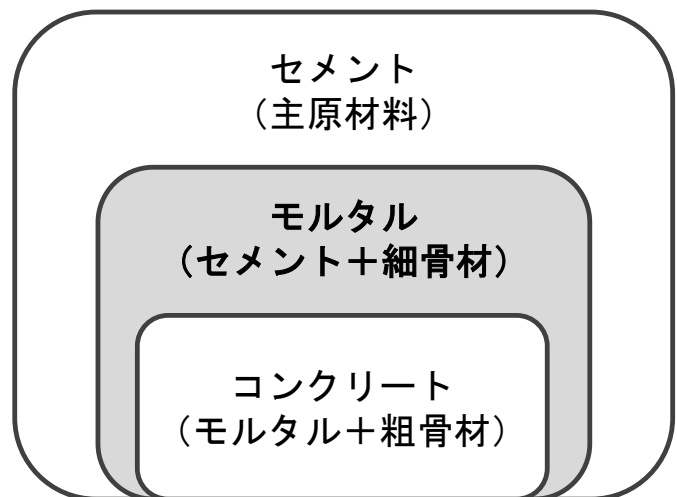 セメント
（主原材料）
モルタル
（セメント＋細骨材）
コンクリート
（モルタル＋粗骨材）